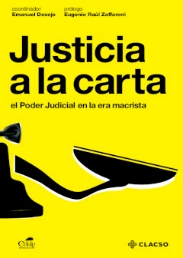 coordinador
Emanuel Desojo
prólogo
Eugenio Raúl Zaffaroni
Justicia
a la carta
el Poder Judicial en la era macrista
CLACSO